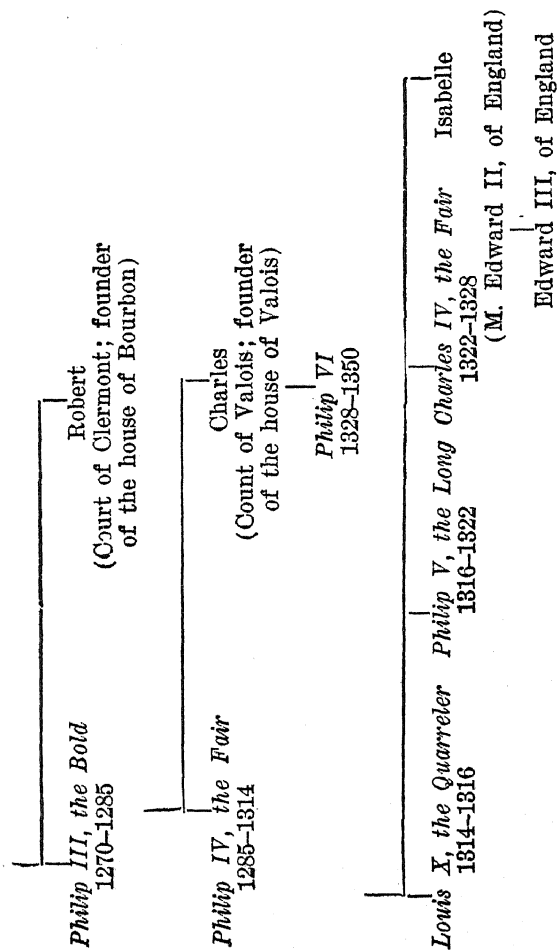 Philip III, the Bold
1270–1285
Robert
(Court of Clermont; founder
of the house of Bourbon)
Philip IV, the Fair
1285–1314
Charles
(Count of Valois; founder
of the house of Valois)
Philip VI
1328–1350
Louis X, the Quarreler
1314–1316
Philip V, the Long
1316–1322
Charles IV, the Fair
1322–1328
Isabelle
(M. Edward II, of England)
Edward III, of England